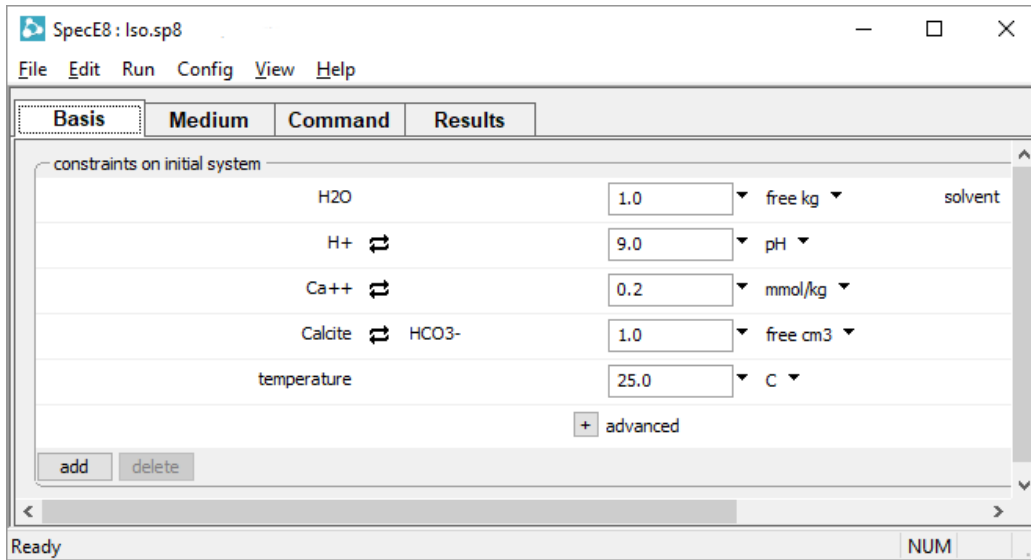 SpecE8 : Iso.sp8
File Edit Run Config View Help
Basis Medium Command Results
constraints on initial system
H2O 1.0 free kg solvent
H+ 9.0 pH
Ca++ 0.2 mmol/kg
Calcite HCO3- 1.0 free cm3
temperature 25.0 C
+ advanced
add delete
Ready NUM